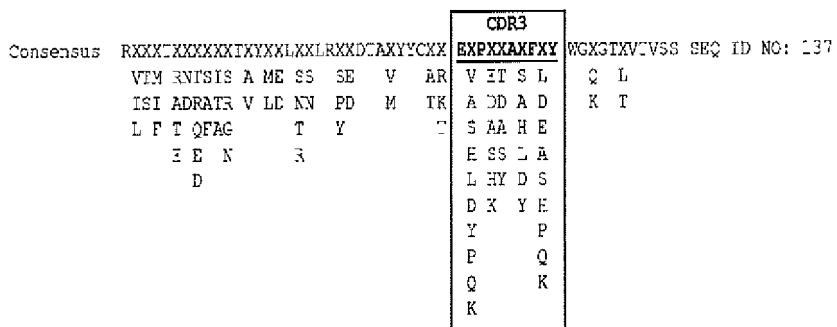 CDR3
Consensus RXXXTXXXXXXTXYXXLXXLRXXDTAXYYCXX EXPXXAXFXY WGXGTXVTVSS SEQ ID NO: 137
VTM RNTSIS A ME SS SE V AR V ET S L Q L
ISI ADRATR V LD NN PD M TK A DD A D K T
L F T QFAG T Y T S AA H E
E E N R E SS L A
D L HY D S
D K Y H
Y P
P Q
Q K
K